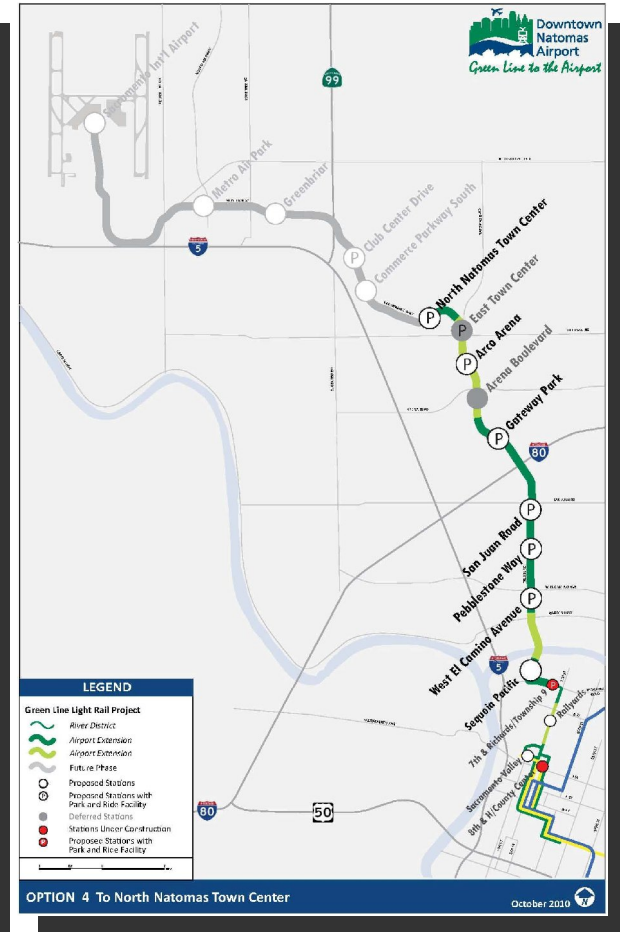 Downtown
Natomas
Airport
Green Line to the Airport
Sacramento Int'l Airport
99
Metro Air Park
Greenbriar
Club Center Drive
P
Commerce Parkway South
5
North Natomas Town Center
P
East Town Center
P
Arco Arena
P
Arena Boulevard
Gateway Park
P
80
San Juan Road
P
Pebblestone Way
P
West El Camino Avenue
P
5
Sequoia Pacific
7th & Richards/Township 9
P
Railyards
Sacramento Valley
8th & H/County Center
80
50
LEGEND
Green Line Light Rail Project
River District
Airport Extension
Airport Extension
Future Phase
Proposed Stations
P
Proposed Stations with
Park and Ride Facility
Deferred Stations
Stations Under Construction
Proposed Stations with
Park and Ride Facility
OPTION 4 To North Natomas Town Center
October 2010
N